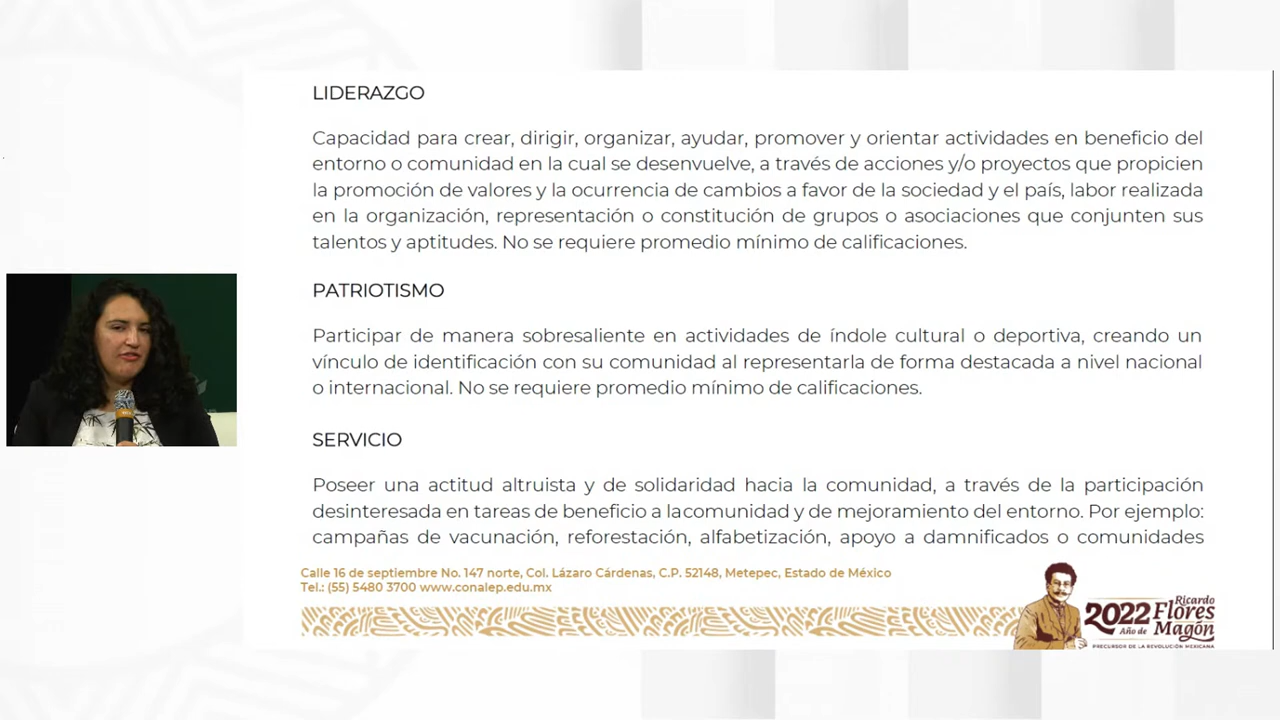 LIDERAZGO
Capacidad para crear, dirigir, organizar, ayudar, promover y orientar actividades en beneficio del
entorno o comunidad en la cual se desenvuelve, a través de acciones y/o proyectos que propicien
la promoción de valores y la ocurrencia de cambios a favor de la sociedad y el país, labor realizada
en la organización, representación o constitución de grupos o asociaciones que conjunten sus
talentos y aptitudes. No se requiere promedio mínimo de calificaciones.
PATRIOTISMO
Participar de manera sobresaliente en actividades de índole cultural o deportiva, creando un
vínculo de identificación con su comunidad al representarla de forma destacada a nivel nacional
o internacional. No se requiere promedio mínimo de calificaciones.
SERVICIO
Poseer una actitud altruista y de solidaridad hacia la comunidad, a través de la participación
desinteresada en tareas de beneficio a lacomunidad y de mejoramiento del entorno. Por ejemplo:
campañas de vacunación, reforestación, alfabetización, apoyo a damnificados o comunidades
Calle 16 de septiembre No. 147 norte, Col. Lázaro Cárdenas, C.P. 52148, Metepec, Estado de México
Tel.: (55) 5480 3700 www.conalep.edu.mx
2022 Ricardo
Año de Flores
Magón
PRECURSOR DE LA REVOLUCIÓN MEXICANA